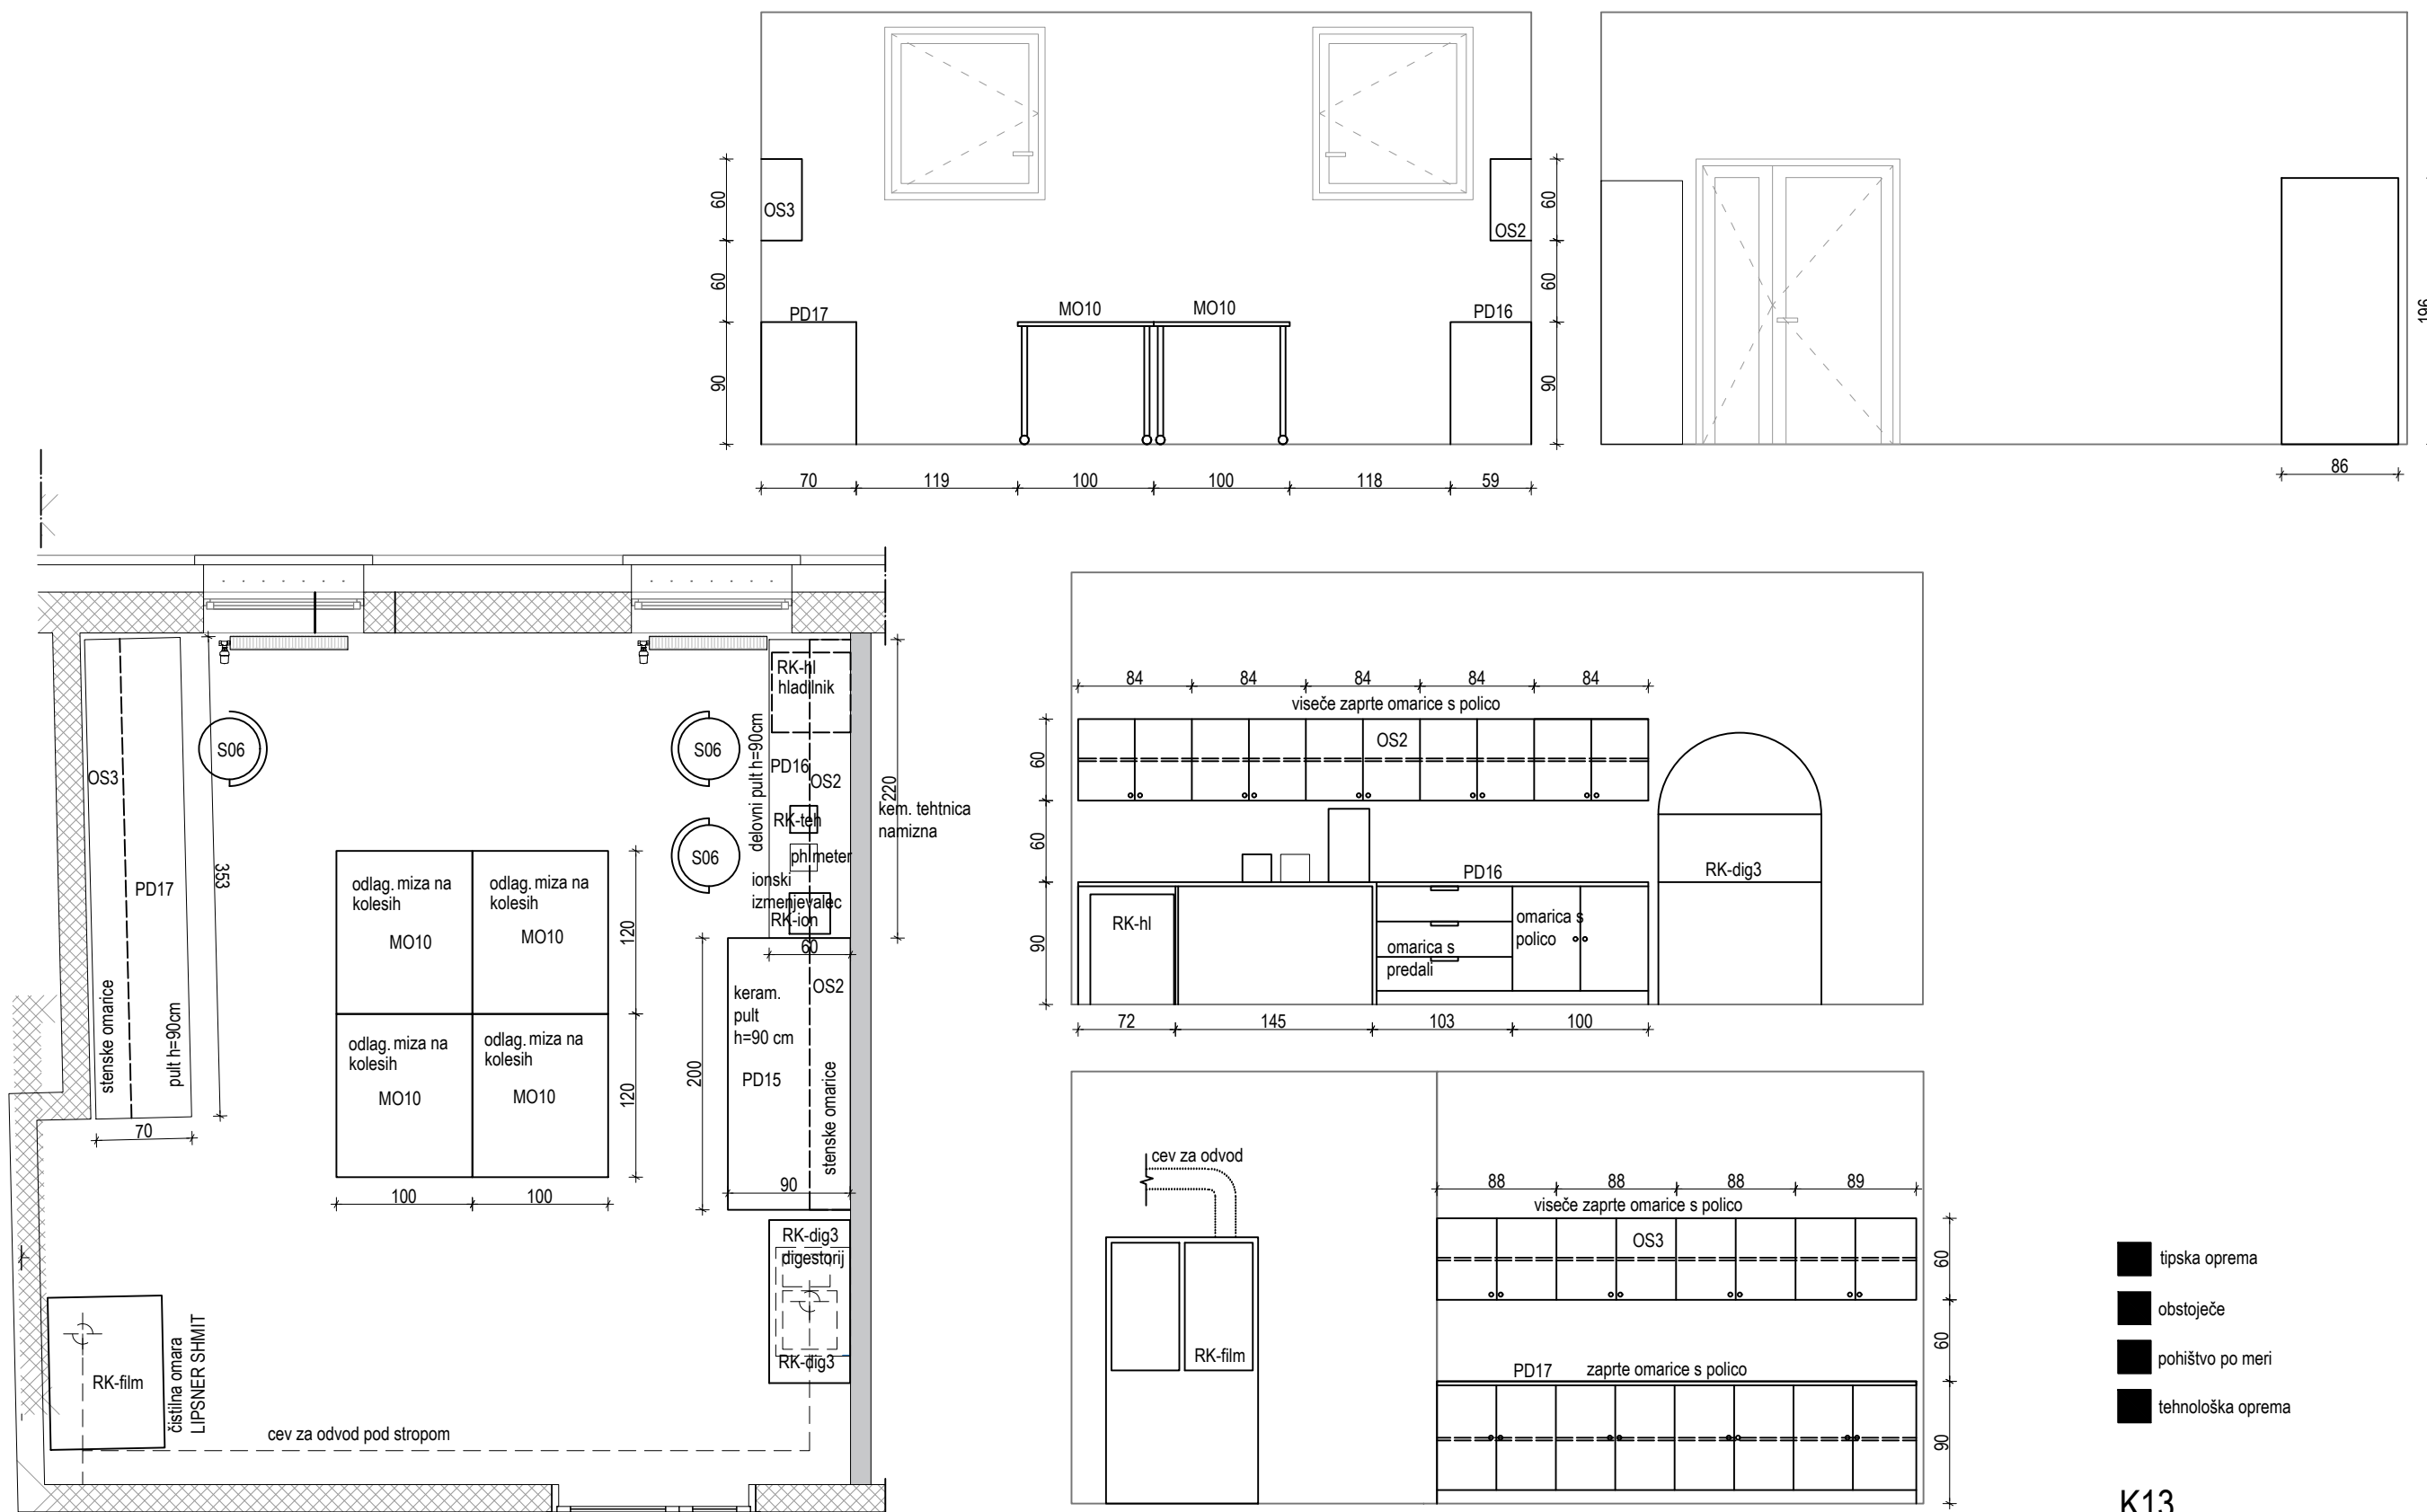 OS3
60
60
90
PD17
MO10
MO10
OS2
PD16
60
60
90
70
119
100
100
118
59
196
86
RK-hl
hladilnik
delovni pult h=90cm
PD16
OS2
RK-teh
ph meter
ionski
izmenjevalec
RK-ion
60
220
kem. tehtnica
namizna
S06
S06
S06
OS3
PD17
353
stenske omarice
pult h=90cm
70
odlag. miza na
kolesih
MO10
odlag. miza na
kolesih
MO10
odlag. miza na
kolesih
MO10
odlag. miza na
kolesih
MO10
120
120
100
100
keram.
pult
h=90 cm
PD15
OS2
stenske omarice
200
90
RK-dig3
digestorij
RK-dig3
RK-film
čistilna omara
LIPSNER SHMIT
cev za odvod pod stropom
84
84
84
84
84
viseče zaprte omarice s polico
OS2
60
60
90
PD16
RK-dig3
RK-hl
omarica s
predali
omarica s
polico
72
145
103
100
cev za odvod
RK-film
88
88
88
89
viseče zaprte omarice s polico
OS3
60
60
90
PD17
zaprte omarice s polico
tipska oprema
obstoječe
pohištvo po meri
tehnološka oprema
K13